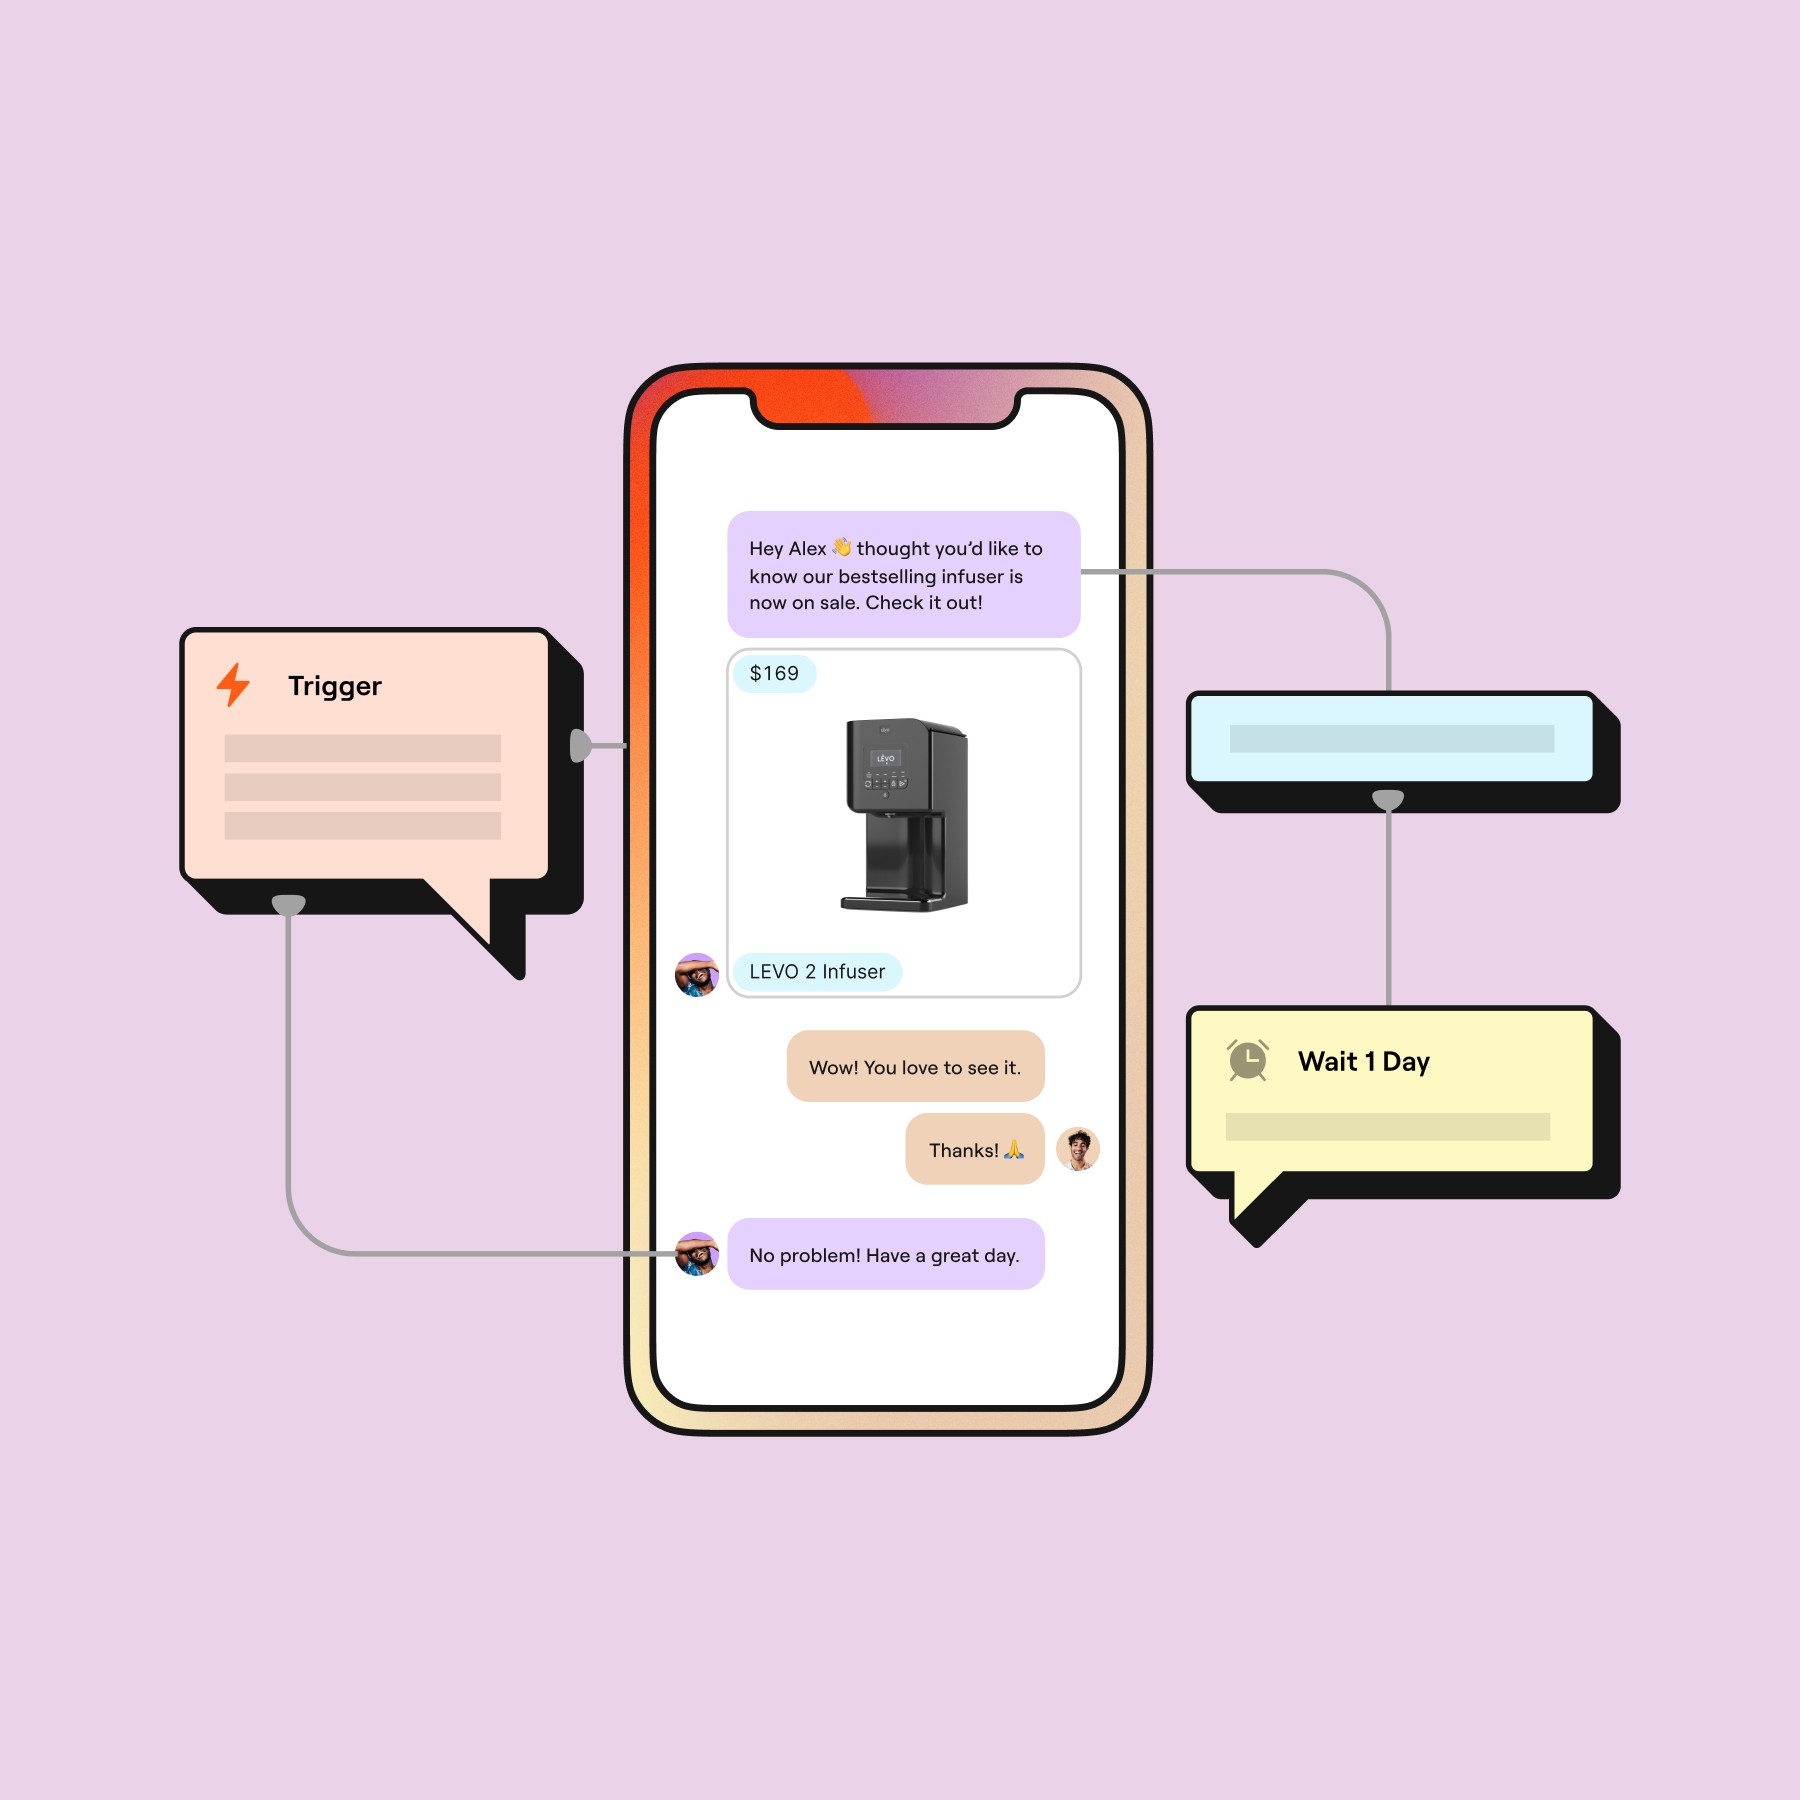 Hey Alex 👋 thought you’d like to
know our bestselling infuser is
now on sale. Check it out!
Trigger
$169
LĒVO
LEVO 2 Infuser
Wait 1 Day
Wow! You love to see it.
Thanks! 🙏
No problem! Have a great day.